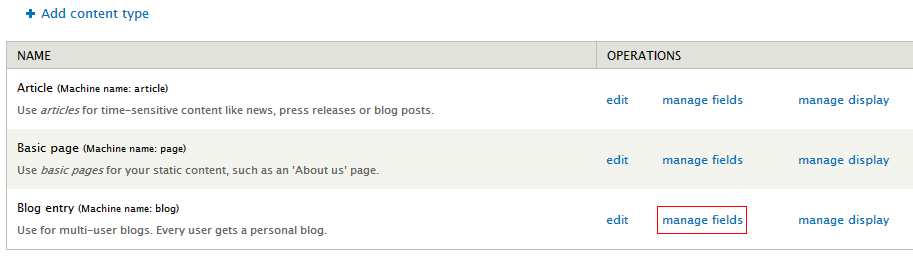 + Add content type
NAME OPERATIONS
Article (Machine name: article)
Use articles for time-sensitive content like news, press releases or blog posts.
edit manage fields manage display
Basic page (Machine name: page)
Use basic pages for your static content, such as an 'About us' page.
edit manage fields manage display
Blog entry (Machine name: blog)
Use for multi-user blogs. Every user gets a personal blog.
edit manage fields manage display